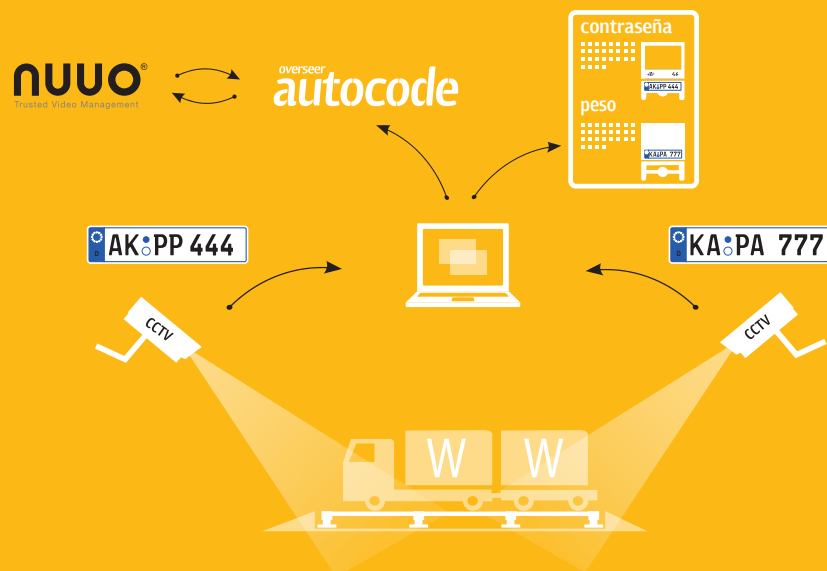 nuuo®
Trusted Video Management
overseer
autocode
contraseña
AK:PP 444
peso
KA:PA 777
D AK:PP 444
D KA:PA 777
CCTV
CCTV
W W